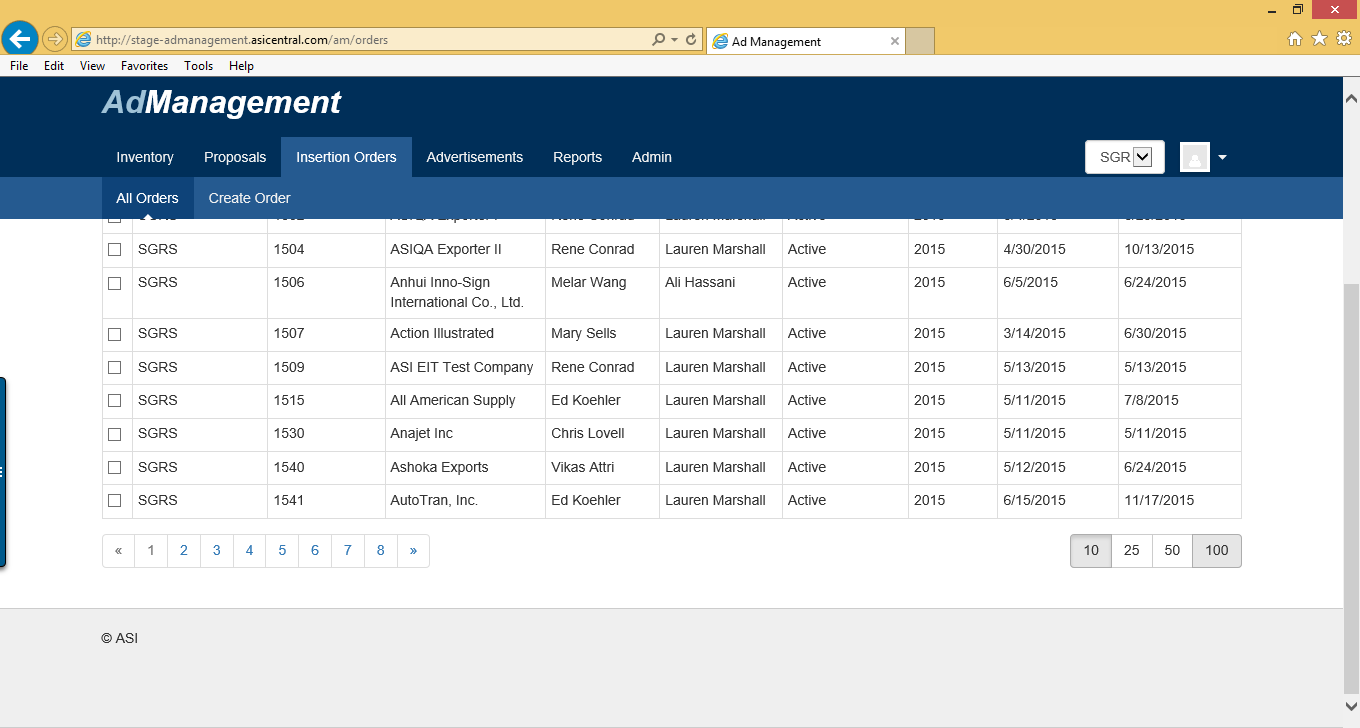 http://stage-admanagement.asicentral.com/am/orders
Ad Management
File Edit View Favorites Tools Help
AdManagement
Inventory Proposals Insertion Orders Advertisements Reports Admin SGR
All Orders Create Order
SGRS 1504 ASIQA Exporter II Rene Conrad Lauren Marshall Active 2015 4/30/2015 10/13/2015
SGRS 1506 Anhui Inno-Sign Melar Wang Ali Hassani Active 2015 6/5/2015 6/24/2015
International Co., Ltd.
SGRS 1507 Action Illustrated Mary Sells Lauren Marshall Active 2015 3/14/2015 6/30/2015
SGRS 1509 ASI EIT Test Company Rene Conrad Lauren Marshall Active 2015 5/13/2015 5/13/2015
SGRS 1515 All American Supply Ed Koehler Lauren Marshall Active 2015 5/11/2015 7/8/2015
SGRS 1530 Anajet Inc Chris Lovell Lauren Marshall Active 2015 5/11/2015 5/11/2015
SGRS 1540 Ashoka Exports Vikas Attri Lauren Marshall Active 2015 5/12/2015 6/24/2015
SGRS 1541 AutoTran, Inc. Ed Koehler Lauren Marshall Active 2015 6/15/2015 11/17/2015
« 1 2 3 4 5 6 7 8 » 10 25 50 100
© ASI